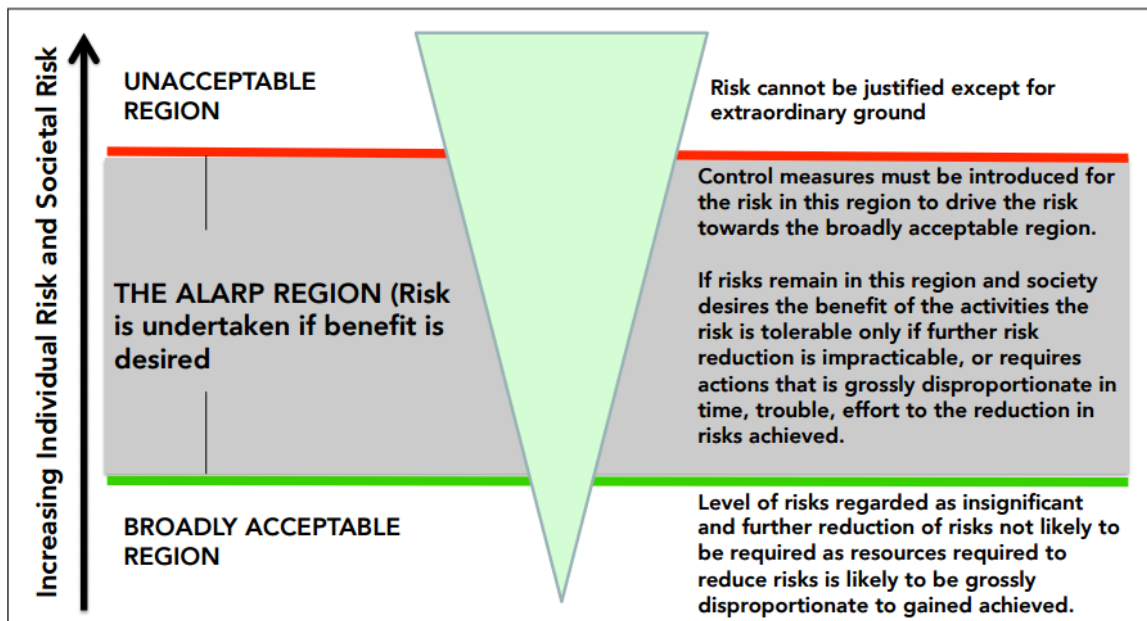 Increasing Individual Risk and Societal Risk
UNACCEPTABLE
REGION
Risk cannot be justified except for
extraordinary ground
THE ALARP REGION (Risk
is undertaken if benefit is
desired
Control measures must be introduced for
the risk in this region to drive the risk
towards the broadly acceptable region.
If risks remain in this region and society
desires the benefit of the activities the
risk is tolerable only if further risk
reduction is impracticable, or requires
actions that is grossly disproportionate in
time, trouble, effort to the reduction in
risks achieved.
BROADLY ACCEPTABLE
REGION
Level of risks regarded as insignificant
and further reduction of risks not likely to
be required as resources required to
reduce risks is likely to be grossly
disproportionate to gained achieved.